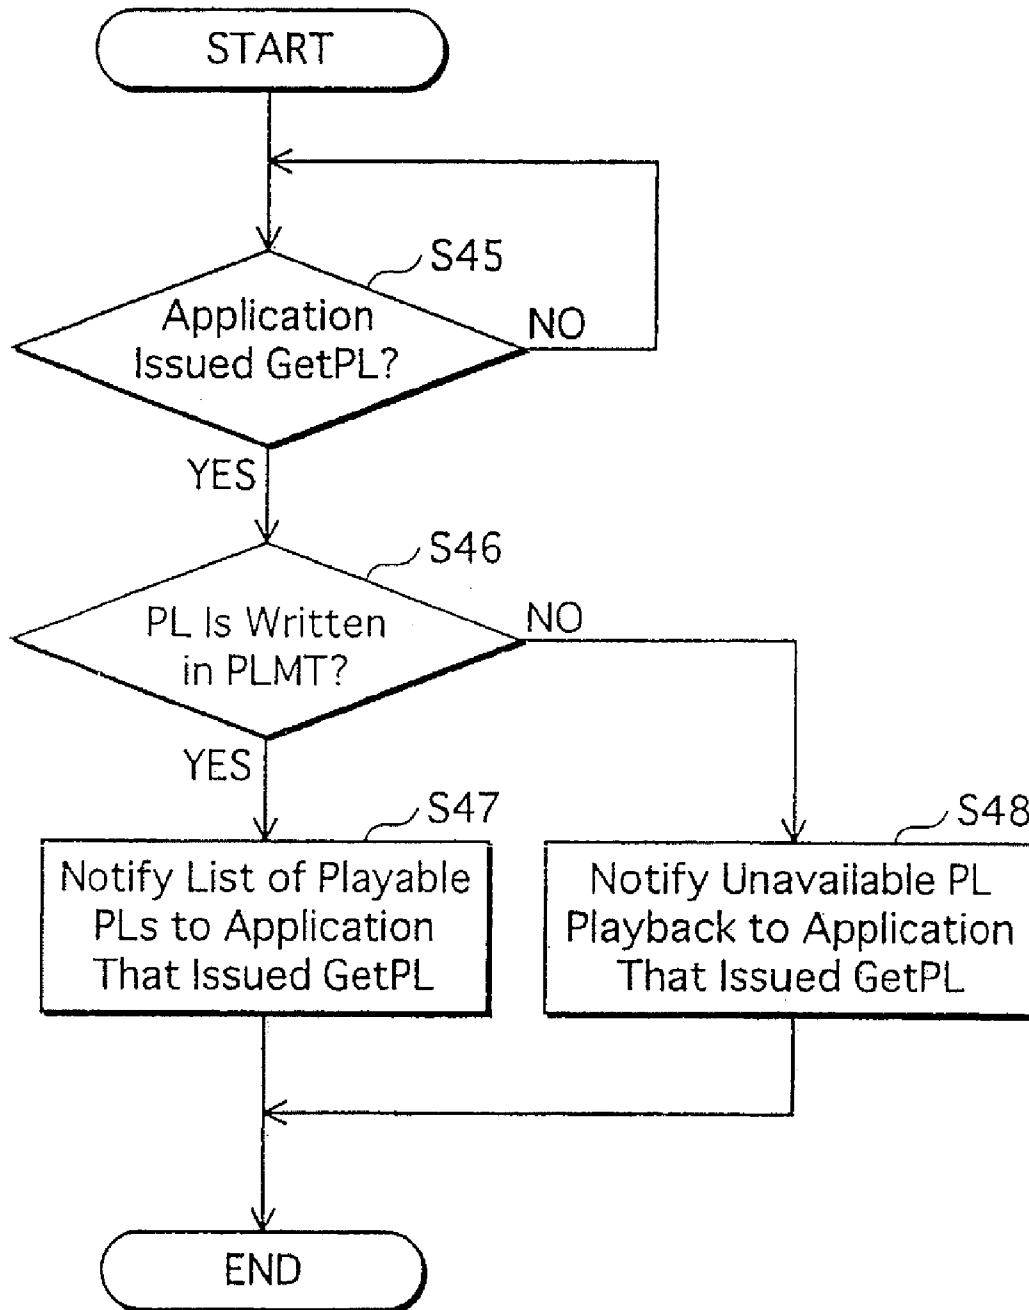 START
S45
Application
Issued GetPL?
NO
YES
S46
PL Is Written
in PLMT?
NO
YES
S47
Notify List of Playable
PLs to Application
That Issued GetPL
S48
Notify Unavailable PL
Playback to Application
That Issued GetPL
END